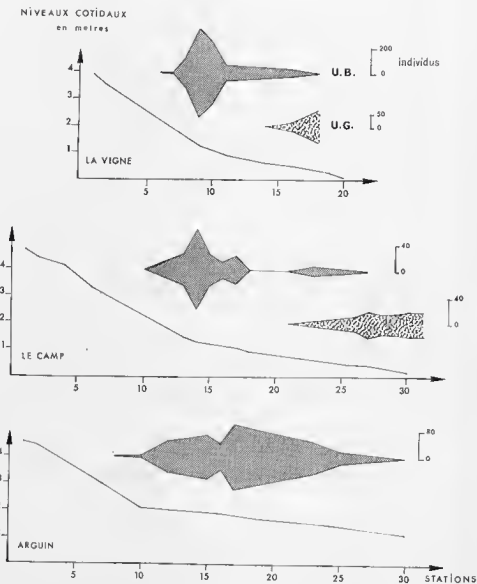 NIVEAUX COTIDAUX
en metres
200
0
individus
U.B.
50
0
U.G.
4
3
2
1
LA VIGNE
5 10 15 20
40
0
40
0
4
3
2
1
LE CAMP
5 10 15 20 25 30
80
0
4
ARGUIN
5 10 15 20 25 30 STATIONS